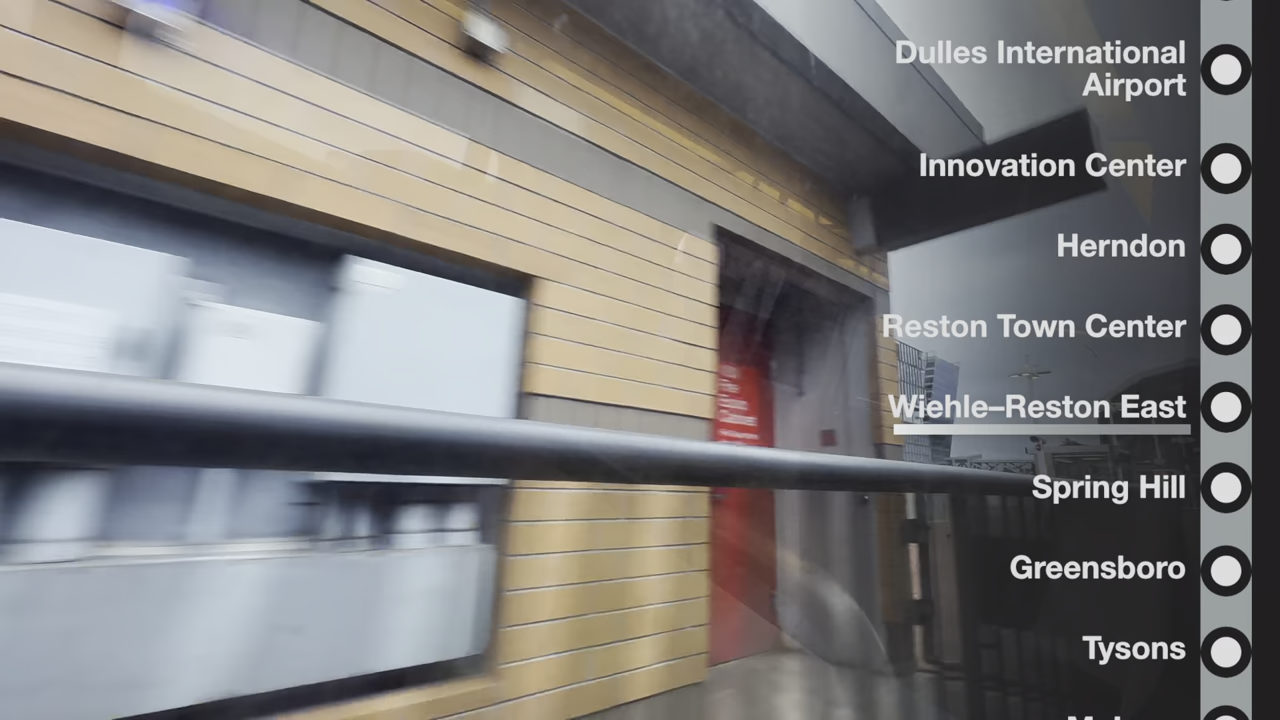 Dulles International
Airport
Innovation Center
Herndon
Reston Town Center
Wiehle–Reston East
Spring Hill
Greensboro
Tysons